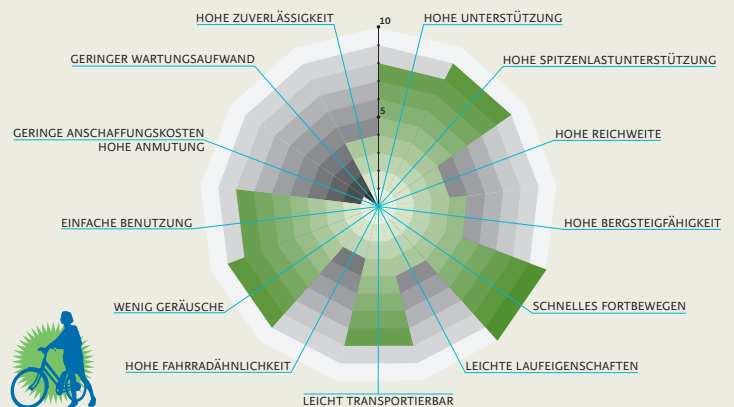 HOHE ZUVERLÄSSIGKEIT
10
HOHE UNTERSTÜTZUNG
GERINGER WARTUNGSAUFWAND
HOHE SPITZENLASTUNTERSTÜTZUNG
5
GERINGE ANSCHAFFUNGSKOSTEN
HOHE ANMUTUNG
HOHE REICHWEITE
EINFACHE BENUTZUNG
HOHE BERGSTEIGFÄHIGKEIT
WENIG GERÄUSCHE
SCHNELLES FORTBEWEGEN
HOHE FAHRRADÄHNLICHKEIT
LEICHTE LAUFEIGENSCHAFTEN
LEICHT TRANSPORTIERBAR